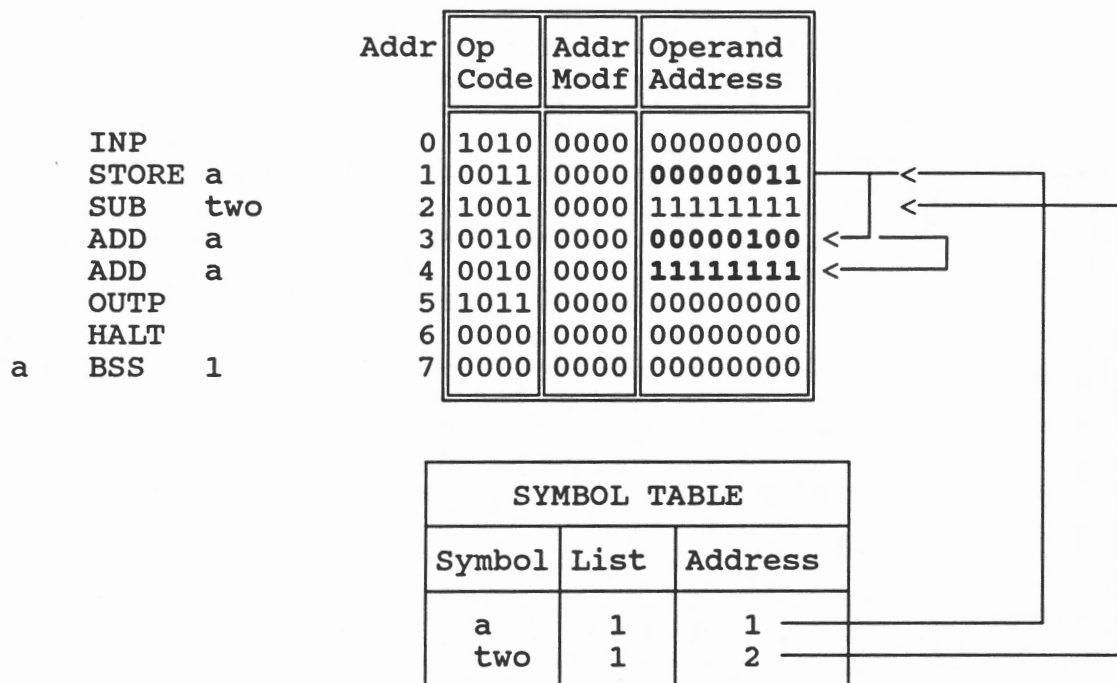 Addr Op Code Addr Modf Operand Address
INP 0 1010 0000 00000000
STORE a 1 0011 0000 00000011
SUB two 2 1001 0000 11111111
ADD a 3 0010 0000 00000100
ADD a 4 0010 0000 11111111
OUTP 5 1011 0000 00000000
HALT 6 0000 0000 00000000
a BSS 1 7 0000 0000 00000000
SYMBOL TABLE
Symbol List Address
a 1 1
two 1 2